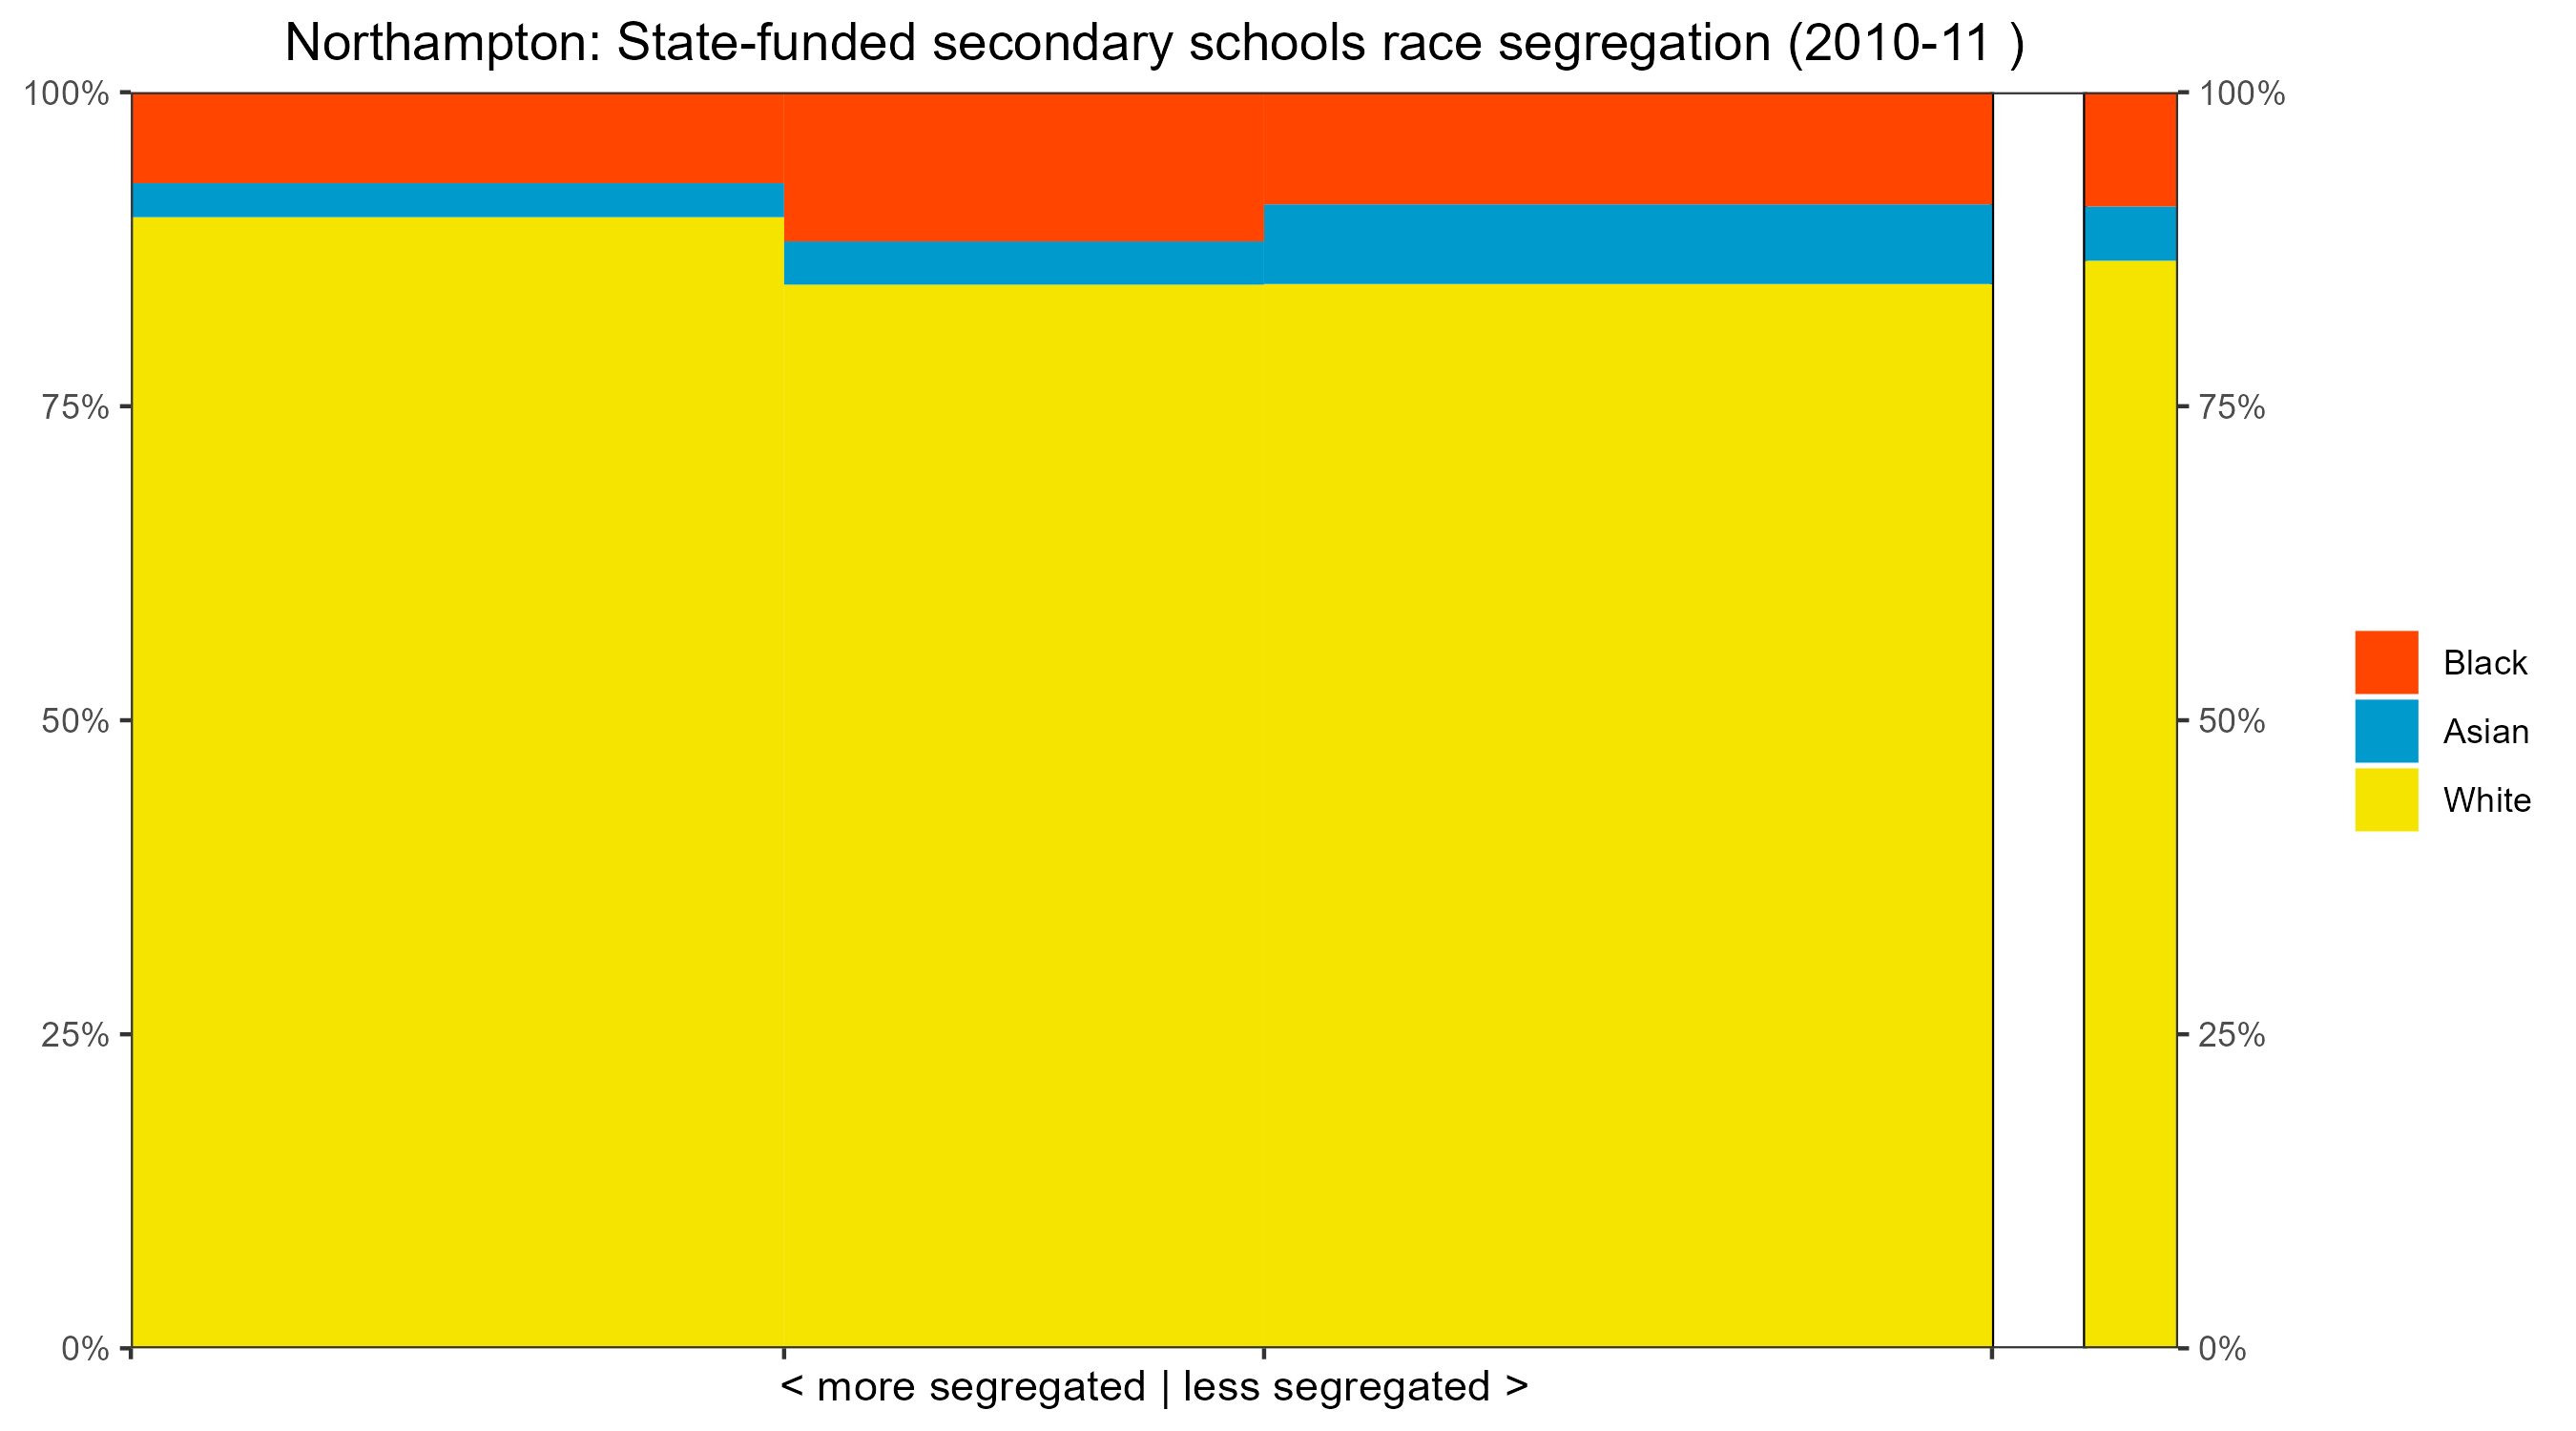 Northampton: State-funded secondary schools race segregation (2010-11 )
100%
75%
50%
25%
0%
100%
75%
50%
25%
0%
Black
Asian
White
< more segregated | less segregated >